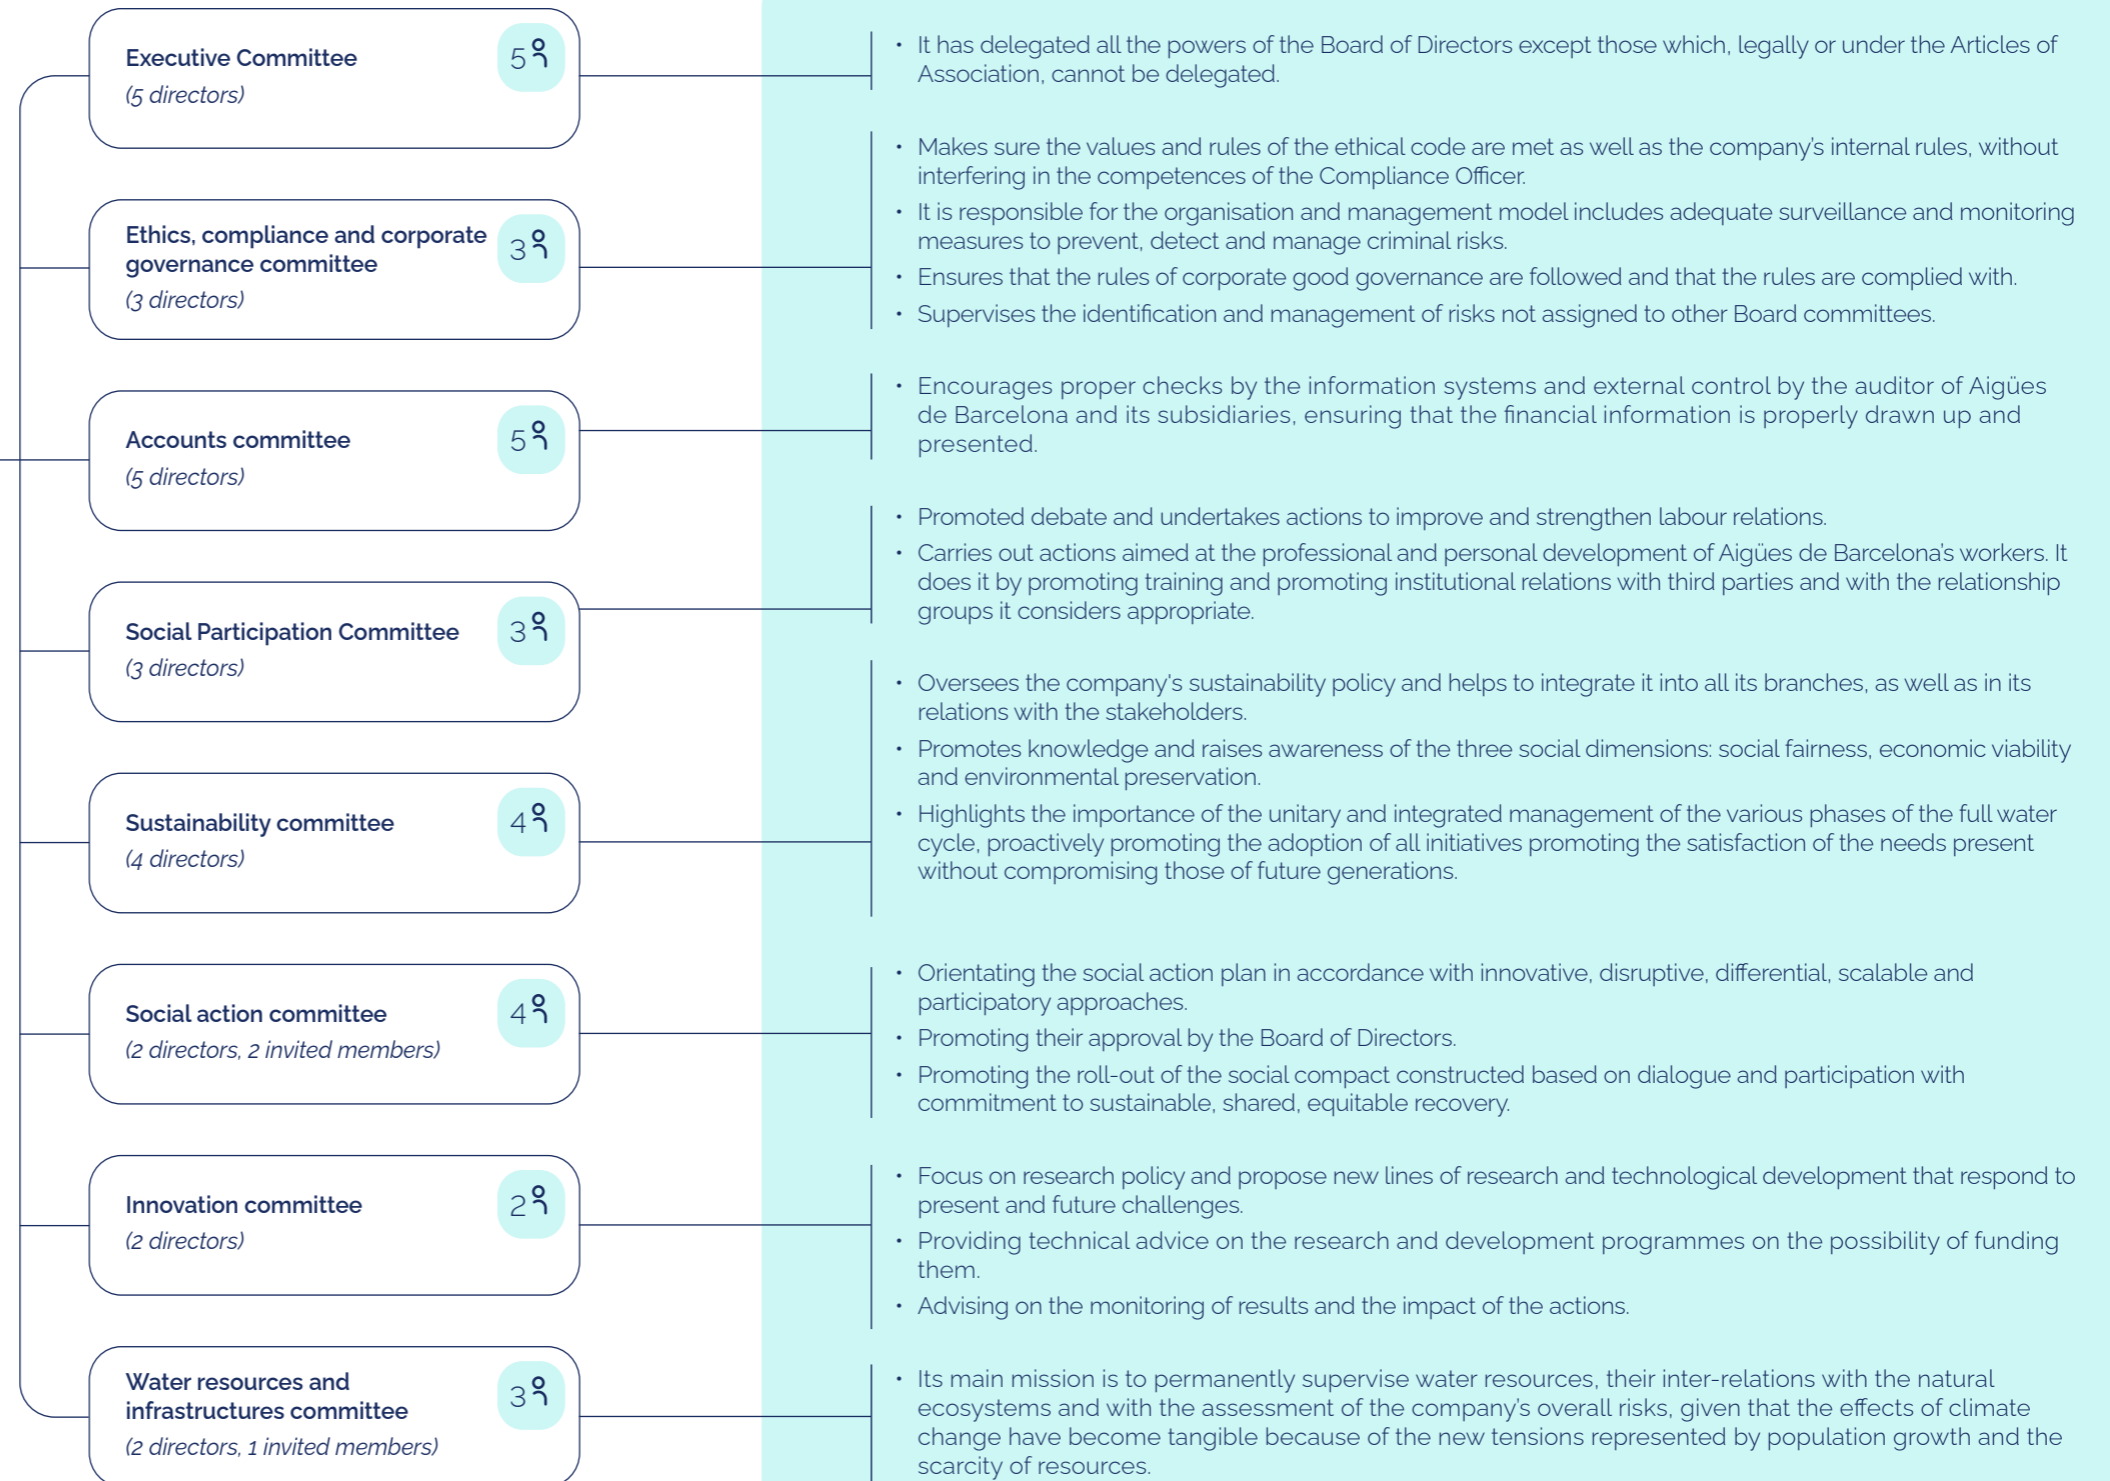 Executive Committee
5
(5 directors)
• It has delegated all the powers of the Board of Directors except those which, legally or under the Articles of
Association, cannot be delegated.
Ethics, compliance and corporate
governance committee
3
(3 directors)
• Makes sure the values and rules of the ethical code are met as well as the company's internal rules, without
interfering in the competences of the Compliance Officer.
• It is responsible for the organisation and management model includes adequate surveillance and monitoring
measures to prevent, detect and manage criminal risks.
• Ensures that the rules of corporate good governance are followed and that the rules are complied with.
• Supervises the identification and management of risks not assigned to other Board committees.
Accounts committee
5
(5 directors)
• Encourages proper checks by the information systems and external control by the auditor of Aigües
de Barcelona and its subsidiaries, ensuring that the financial information is properly drawn up and
presented.
Social Participation Committee
3
(3 directors)
• Promoted debate and undertakes actions to improve and strengthen labour relations.
• Carries out actions aimed at the professional and personal development of Aigües de Barcelona's workers. It
does it by promoting training and promoting institutional relations with third parties and with the relationship
groups it considers appropriate.
Sustainability committee
4
(4 directors)
• Oversees the company's sustainability policy and helps to integrate it into all its branches, as well as in its
relations with the stakeholders.
• Promotes knowledge and raises awareness of the three social dimensions: social fairness, economic viability
and environmental preservation.
• Highlights the importance of the unitary and integrated management of the various phases of the full water
cycle, proactively promoting the adoption of all initiatives promoting the satisfaction of the needs present
without compromising those of future generations.
Social action committee
4
(2 directors, 2 invited members)
• Orientating the social action plan in accordance with innovative, disruptive, differential, scalable and
participatory approaches.
• Promoting their approval by the Board of Directors.
• Promoting the roll-out of the social compact constructed based on dialogue and participation with
commitment to sustainable, shared, equitable recovery.
Innovation committee
2
(2 directors)
• Focus on research policy and propose new lines of research and technological development that respond to
present and future challenges.
• Providing technical advice on the research and development programmes on the possibility of funding
them.
• Advising on the monitoring of results and the impact of the actions.
Water resources and
infrastructures committee
3
(2 directors, 1 invited members)
• Its main mission is to permanently supervise water resources, their inter-relations with the natural
ecosystems and with the assessment of the company's overall risks, given that the effects of climate
change have become tangible because of the new tensions represented by population growth and the
scarcity of resources.